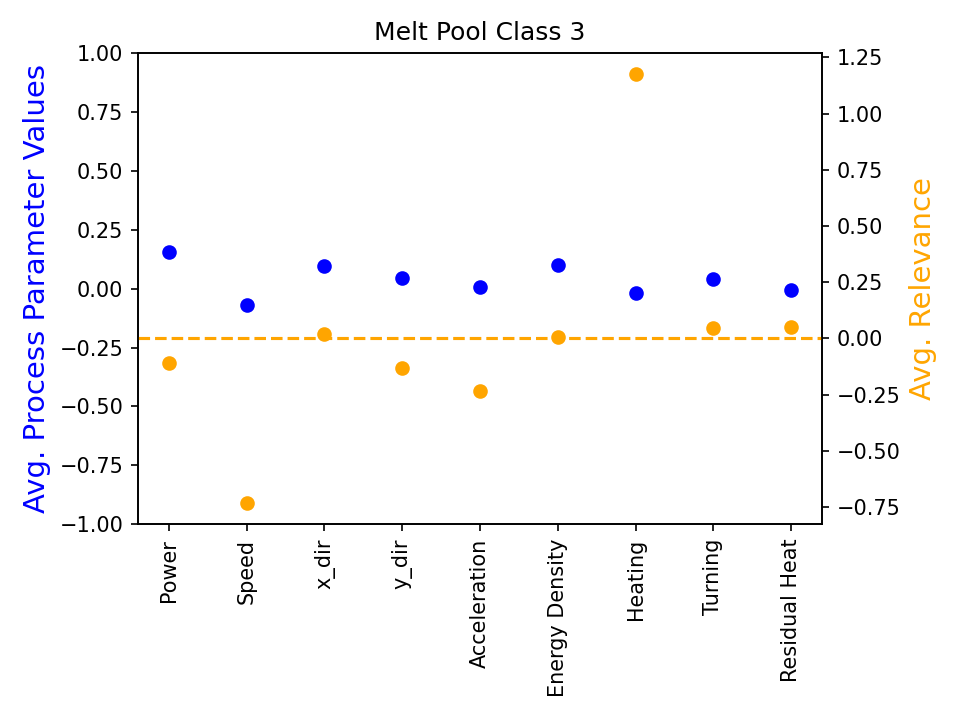 Melt Pool Class 3
Avg. Process Parameter Values
1.00
0.75
0.50
0.25
0.00
−0.25
−0.50
−0.75
−1.00
1.25
1.00
0.75
0.50
0.25
0.00
−0.25
−0.50
−0.75
Avg. Relevance
Power
Speed
x_dir
y_dir
Acceleration
Energy Density
Heating
Turning
Residual Heat